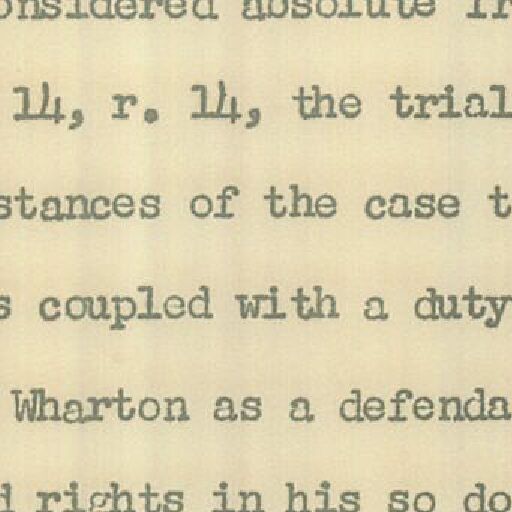 onsidered absolute
14, r. 14, the trial
stances of the case t
s coupled with a duty
Wharton as a defenda
d rights in his so do